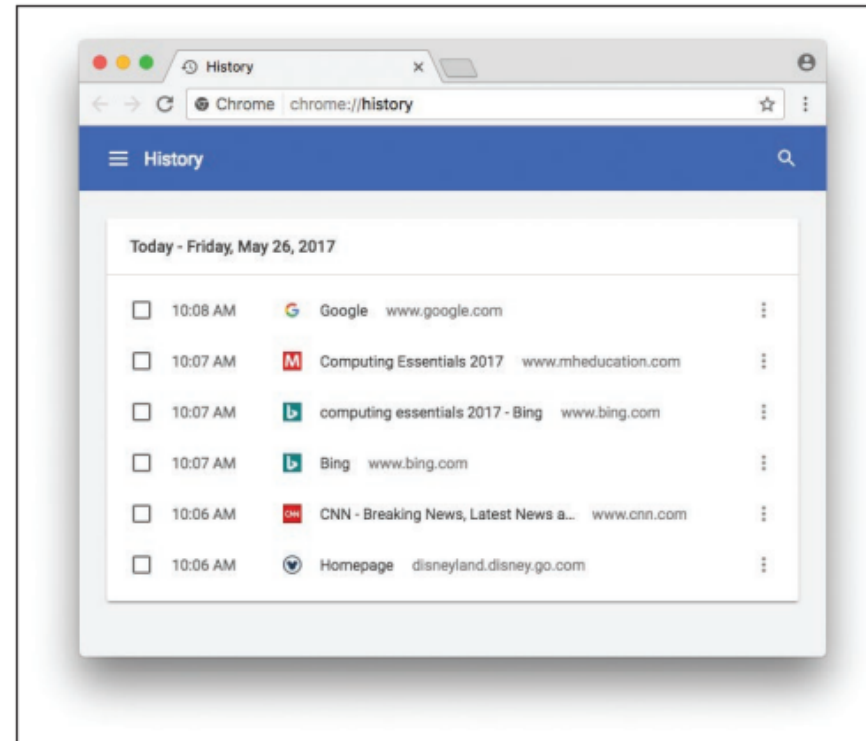 History
Chrome chrome://history
History
Today - Friday, May 26, 2017
10:08 AM G Google www.google.com
10:07 AM M Computing Essentials 2017 www.mheducation.com
10:07 AM b computing essentials 2017 - Bing www.bing.com
10:07 AM b Bing www.bing.com
10:06 AM CNN CNN - Breaking News, Latest News a... www.cnn.com
10:06 AM Homepage disneyland.disney.go.com